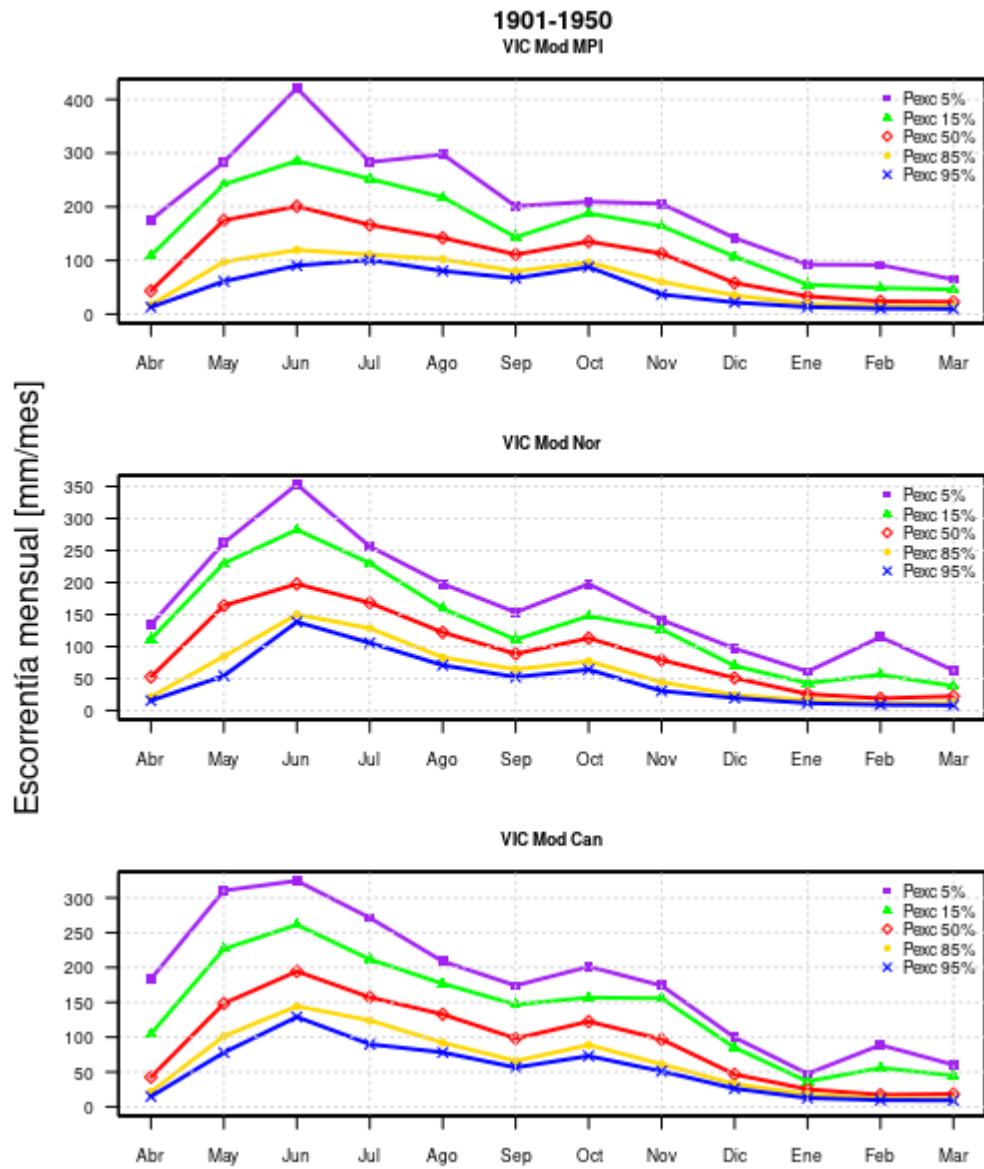 1901-1950
VIC Mod MPI
Escorrentía mensual [mm/mes]
400
300
200
100
0
Pexc 5%
Pexc 15%
Pexc 50%
Pexc 85%
Pexc 95%
Abr May Jun Jul Ago Sep Oct Nov Dic Ene Feb Mar
VIC Mod Nor
350
300
250
200
150
100
50
0
Pexc 5%
Pexc 15%
Pexc 50%
Pexc 85%
Pexc 95%
Abr May Jun Jul Ago Sep Oct Nov Dic Ene Feb Mar
VIC Mod Can
300
250
200
150
100
50
0
Pexc 5%
Pexc 15%
Pexc 50%
Pexc 85%
Pexc 95%
Abr May Jun Jul Ago Sep Oct Nov Dic Ene Feb Mar